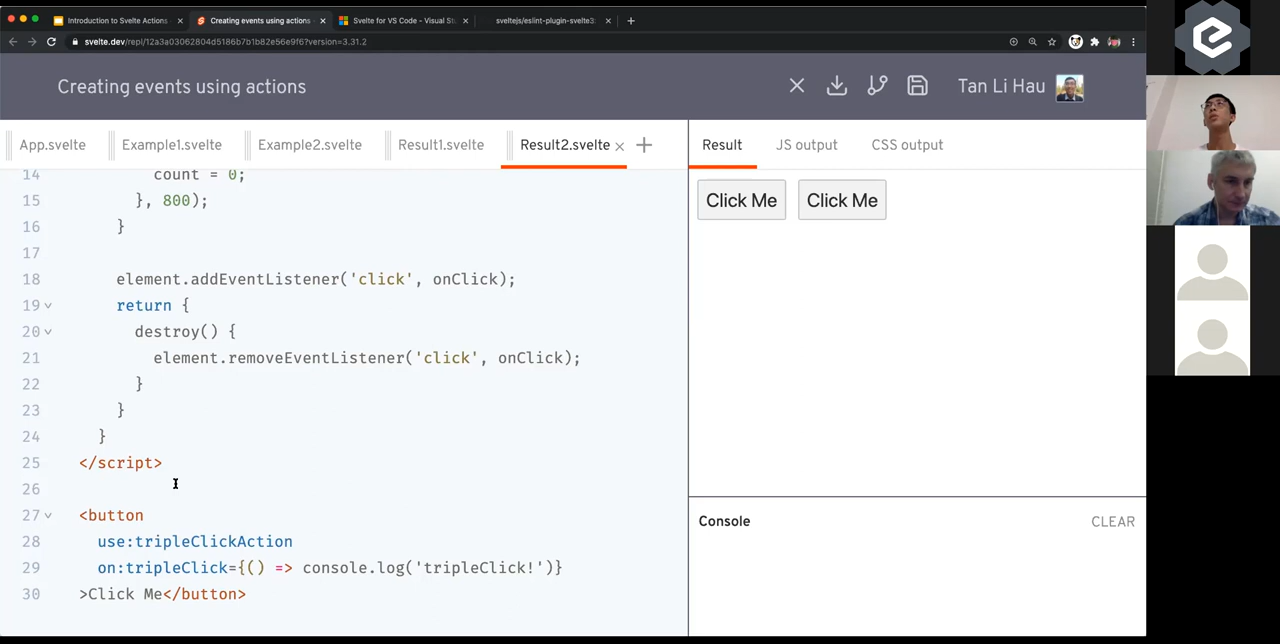 Introduction to Svelte Actions
Creating events using actions
Svelte for VS Code - Visual Stu
sveltejs/eslint-plugin-svelte3:
svelte.dev/repl/12a3a03062804d5186b7b1b82e56e9f6?version=3.31.2
Creating events using actions
Tan Li Hau
App.svelte
Example1.svelte
Example2.svelte
Result1.svelte
Result2.svelte
Result
JS output
CSS output
14 count = 0;
15 }, 800);
16 }
17
18 element.addEventListener('click', onClick);
19 return {
20 destroy() {
21 element.removeEventListener('click', onClick);
22 }
23 }
24 }
25 </script>
26
27 <button
28 use:tripleClickAction
29 on:tripleClick={() => console.log('tripleClick!')}
30 >Click Me</button>
Click Me
Click Me
Console
CLEAR